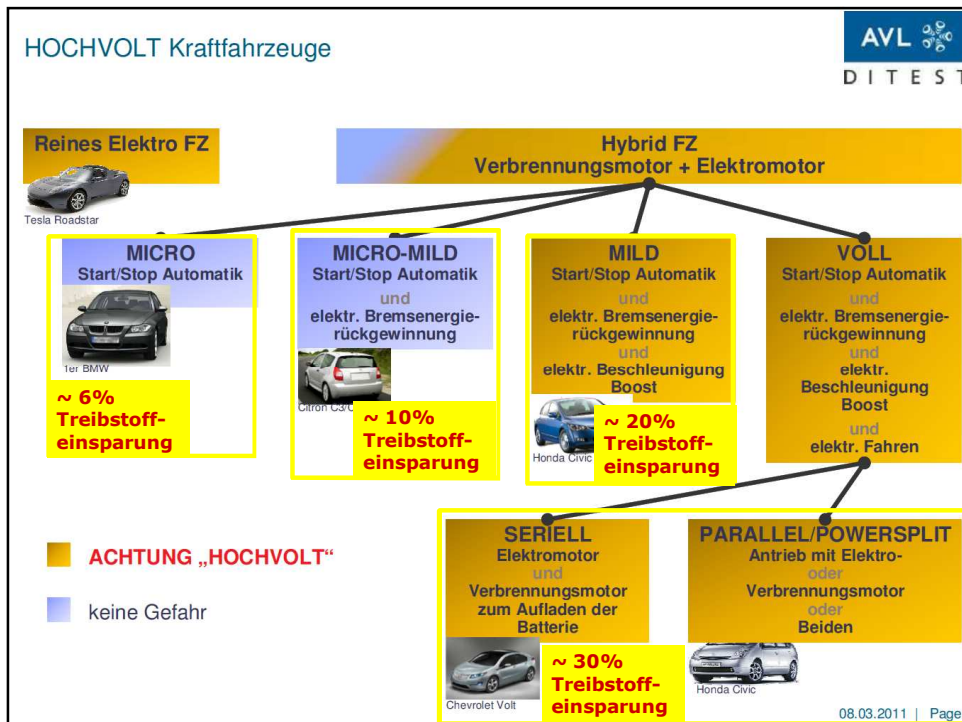 HOCHVOLT Kraftfahrzeuge
AVL
DITEST
Reines Elektro FZ
Tesla Roadstar
Hybrid FZ
Verbrennungsmotor + Elektromotor
MICRO
Start/Stop Automatik
1er BMW
~ 6%
Treibstoff-
einsparung
MICRO-MILD
Start/Stop Automatik
und
elektr. Bremsenergie-
rückgewinnung
Citron C3/C
~ 10%
Treibstoff-
einsparung
MILD
Start/Stop Automatik
und
elektr. Bremsenergie-
rückgewinnung
und
elektr. Beschleunigung
Boost
Honda Civic
~ 20%
Treibstoff-
einsparung
VOLL
Start/Stop Automatik
und
elektr. Bremsenergie-
rückgewinnung
und
elektr.
Beschleunigung
Boost
und
elektr. Fahren
SERIELL
Elektromotor
und
Verbrennungsmotor
zum Aufladen der
Batterie
Chevrolet Volt
~ 30%
Treibstoff-
einsparung
PARALLEL/POWERSPLIT
Antrieb mit Elektro-
oder
Verbrennungsmotor
oder
Beiden
Honda Civic
ACHTUNG „HOCHVOLT“
keine Gefahr
08.03.2011 | Page